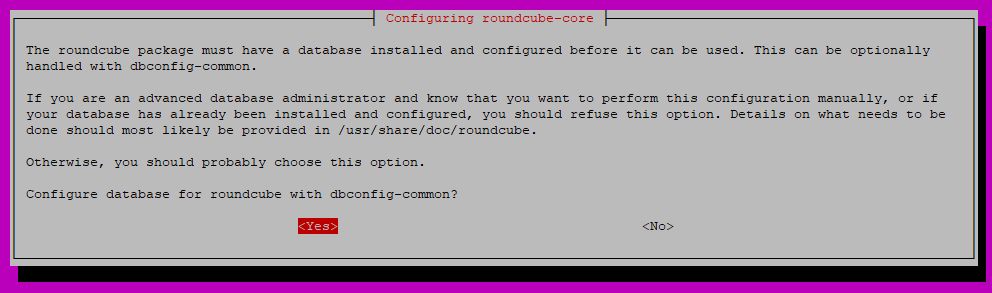 Configuring roundcube-core
The roundcube package must have a database installed and configured before it can be used. This can be optionally
handled with dbconfig-common.
If you are an advanced database administrator and know that you want to perform this configuration manually, or if
your database has already been installed and configured, you should refuse this option. Details on what needs to be
done should most likely be provided in /usr/share/doc/roundcube.
Otherwise, you should probably choose this option.
Configure database for roundcube with dbconfig-common?
<Yes> <No>